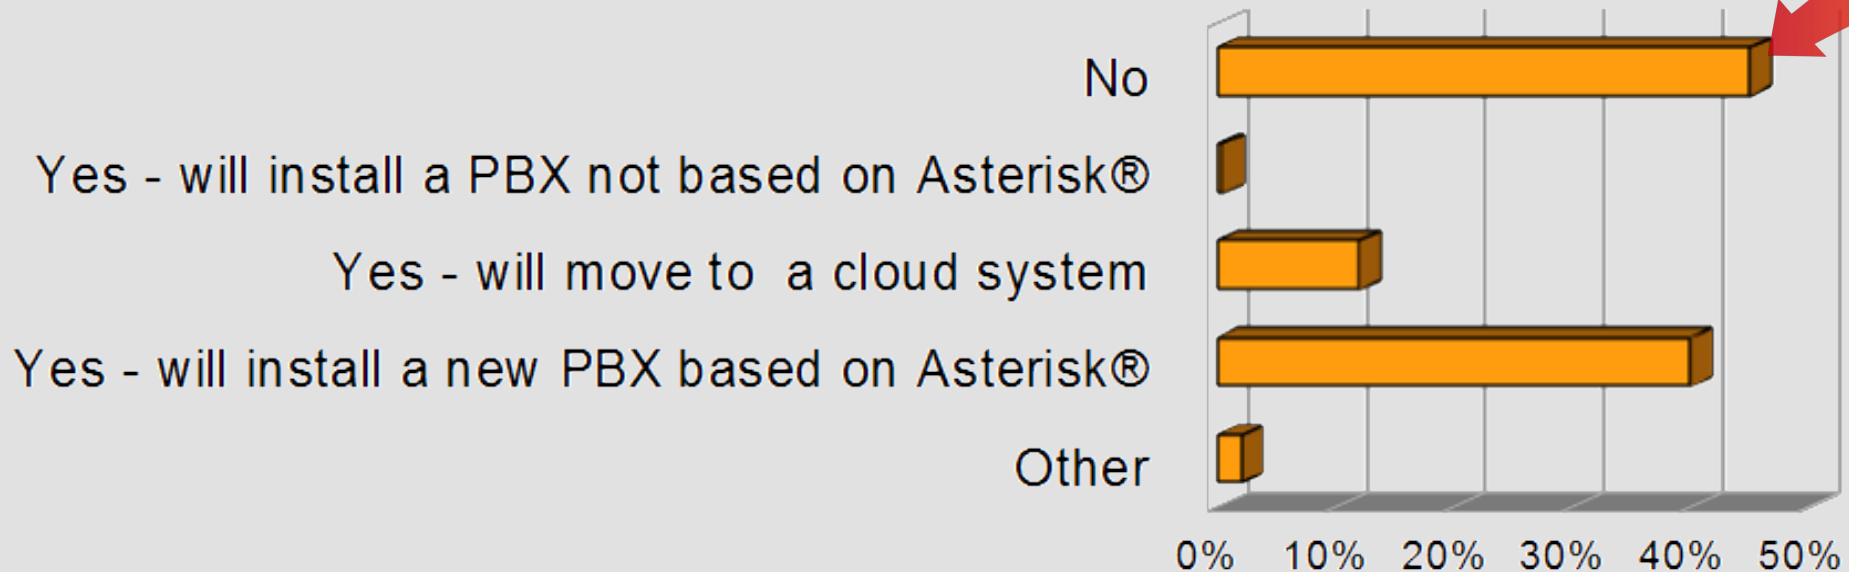 No
Yes - will install a PBX not based on Asterisk®
Yes - will move to a cloud system
Yes - will install a new PBX based on Asterisk®
Other
0% 10% 20% 30% 40% 50%